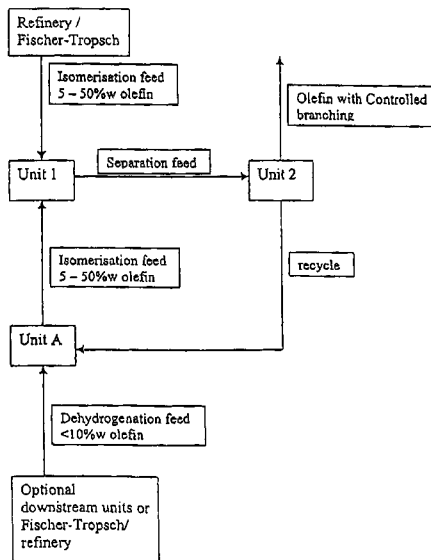 Refinery /
Fischer-Tropsch
Isomerisation feed
5 – 50%w olefin
Olefin with Controlled
branching
Separation feed
Unit 1
Unit 2
Isomerisation feed
5 – 50%w olefin
recycle
Unit A
Dehydrogenation feed
<10%w olefin
Optional
downstream units or
Fischer-Tropsch/
refinery